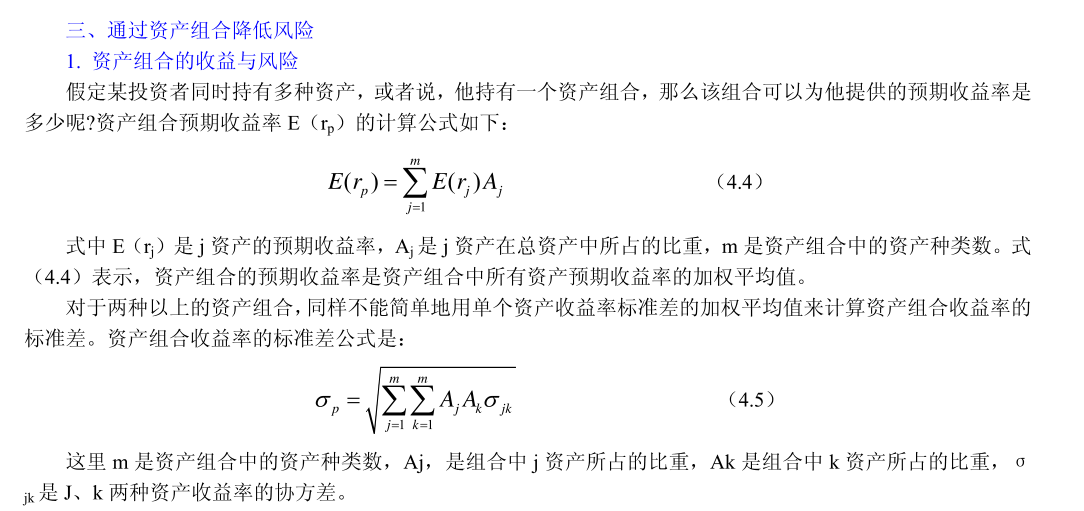 三、通过资产组合降低风险
1. 资产组合的收益与风险
假定某投资者同时持有多种资产，或者说，他持有一个资产组合，那么该组合可以为他提供的预期收益率是
多少呢?资产组合预期收益率 E（rp）的计算公式如下：
E(rp) = ∑_{j=1}^{m} E(rj)Aj （4.4）
式中 E（rj）是 j 资产的预期收益率，Aj 是 j 资产在总资产中所占的比重，m 是资产组合中的资产种类数。式
（4.4）表示，资产组合的预期收益率是资产组合中所有资产预期收益率的加权平均值。
对于两种以上的资产组合，同样不能简单地用单个资产收益率标准差的加权平均值来计算资产组合收益率的
标准差。资产组合收益率的标准差公式是：
σp = √(∑_{j=1}^{m} ∑_{k=1}^{m} Aj Ak σjk) （4.5）
这里 m 是资产组合中的资产种类数，Aj，是组合中 j 资产所占的比重，Ak 是组合中 k 资产所占的比重，σ
jk 是 J、k 两种资产收益率的协方差。